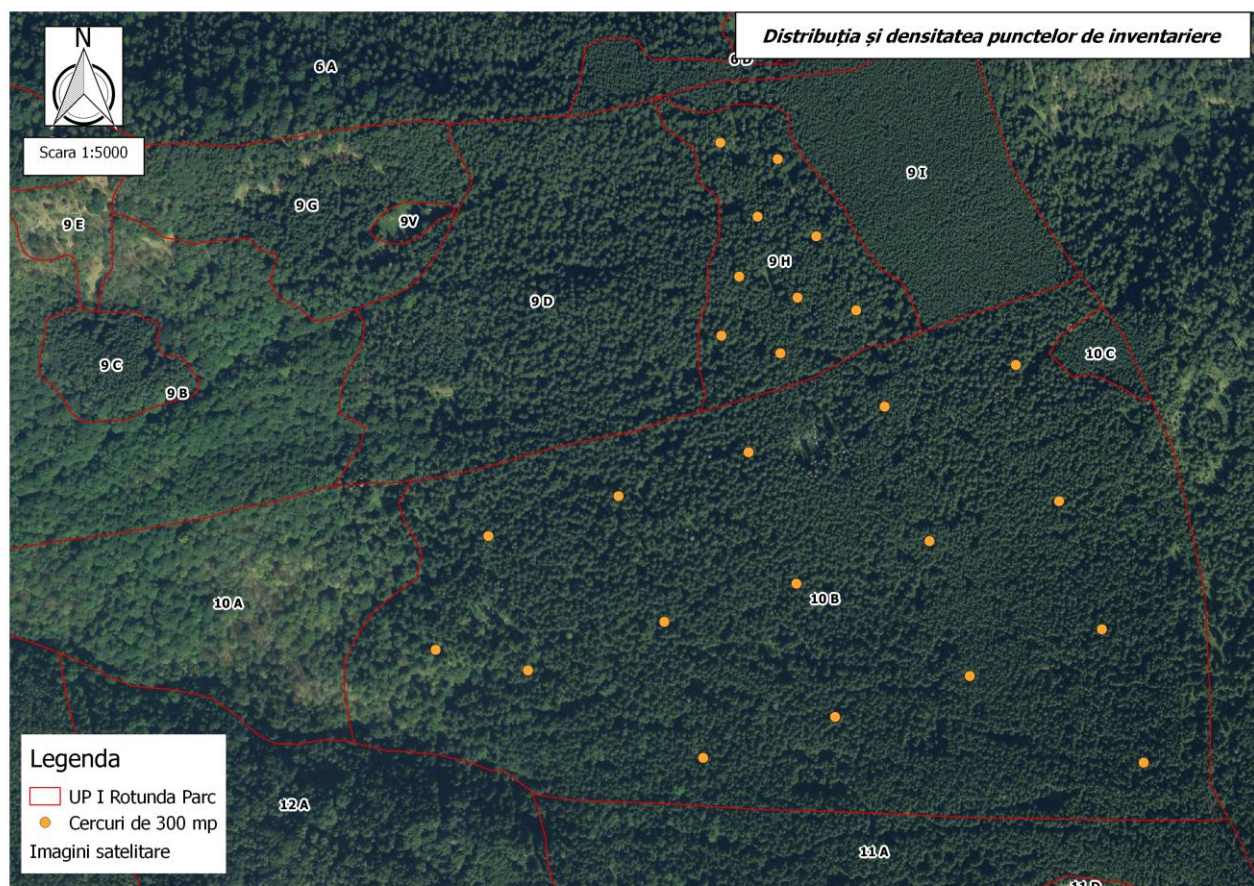 Distribuția și densitatea punctelor de inventariere
N
Scara 1:5000
6 A
9 I
9 G
9V
9 E
9 H
9 D
10 C
9 C
9 B
10 A
10 B
Legenda
UP I Rotunda Parc
Cercuri de 300 mp
Imagini satelitare
12 A
11 A
11 D